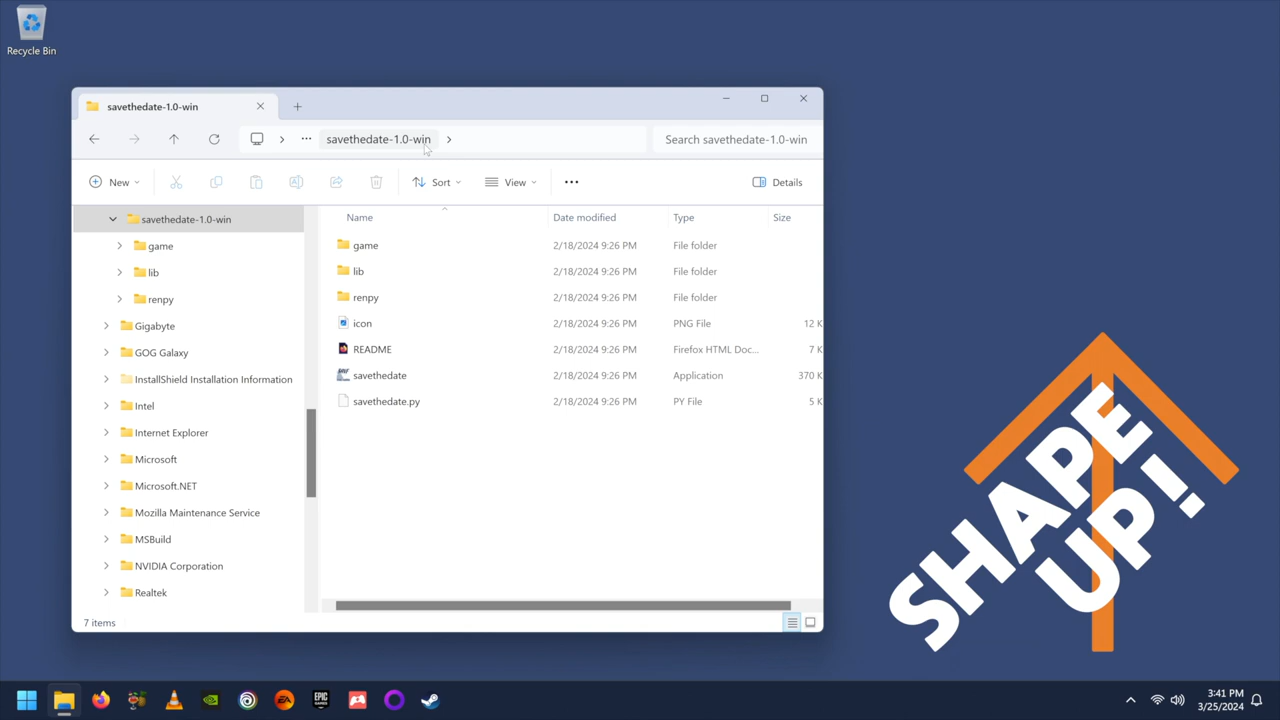 Recycle Bin
savethedate-1.0-win
savethedate-1.0-win
Search savethedate-1.0-win
New
Sort
View
Details
savethedate-1.0-win
game
lib
renpy
Gigabyte
GOG Galaxy
InstallShield Installation Information
Intel
Internet Explorer
Microsoft
Microsoft.NET
Mozilla Maintenance Service
MSBuild
NVIDIA Corporation
Realtek
Name Date modified Type Size
game 2/18/2024 9:26 PM File folder
lib 2/18/2024 9:26 PM File folder
renpy 2/18/2024 9:26 PM File folder
icon 2/18/2024 9:26 PM PNG File 12 K
README 2/18/2024 9:26 PM Firefox HTML Doc... 7 K
savethedate 2/18/2024 9:26 PM Application 370 K
savethedate.py 2/18/2024 9:26 PM PY File 5 K
7 items
SHAPE
UP!
EA
EPIC
GAMES
3:41 PM
3/25/2024